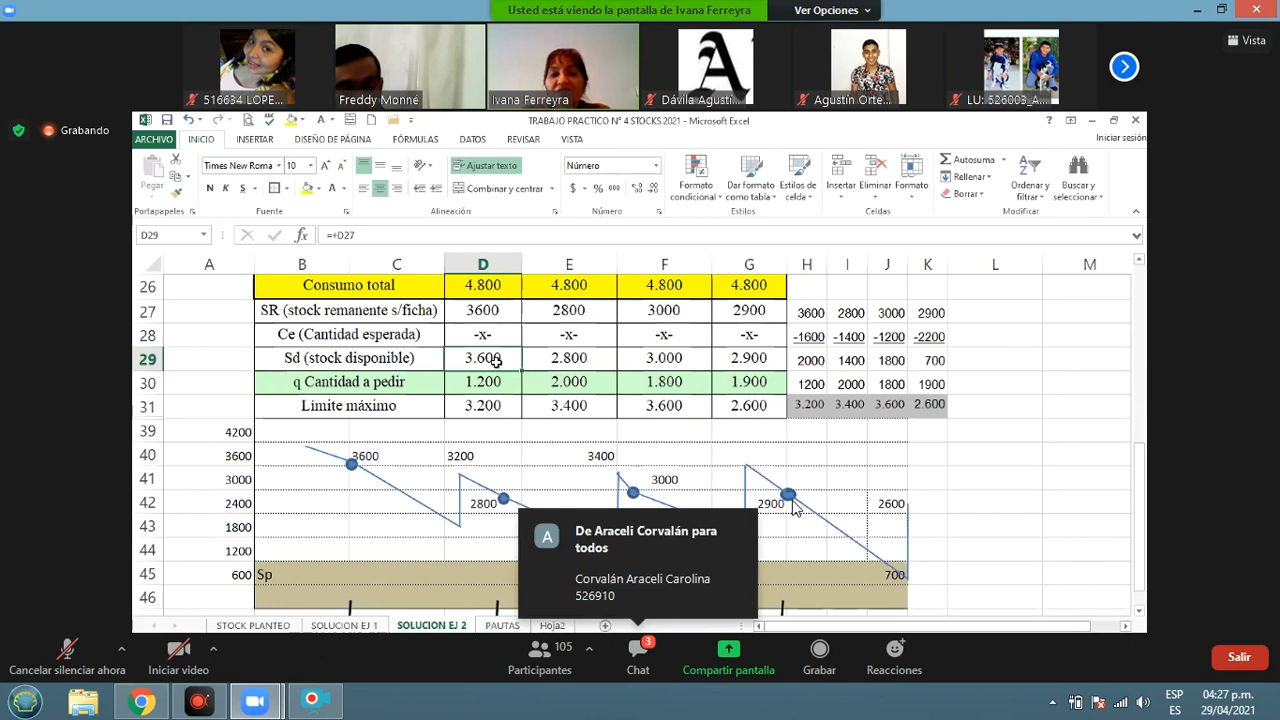 Usted está viendo la pantalla de Ivana Ferreyra
Ver Opciones
Vista
516634 LOPE...
Freddy Monné
Ivana Ferreyra
A
Dávila Agusti...
Agustín Orte...
LU: 526003_A...
Grabando
TRABAJO PRACTICO N° 4 STOCKS 2021 - Microsoft Excel
ARCHIVO INICIO INSERTAR DISEÑO DE PÁGINA FÓRMULAS DATOS REVISAR VISTA
Iniciar sesión
Pegar
Times New Roma 10
N K S
Ajustar texto
Combinar y centrar
Número
$ % 000
Formato condicional
Dar formato como tabla
Estilos de celda
Insertar Eliminar Formato
Autosuma
Rellenar
Borrar
Ordenar y filtrar
Buscar y seleccionar
Portapapeles Fuente Alineación Número Estilos Celdas Modificar
D29 fx =+D27
A B C D E F G H I J K L M
26 Consumo total 4.800 4.800 4.800 4.800
27 SR (stock remanente s/ficha) 3600 2800 3000 2900 3600 2800 3000 2900
28 Ce (Cantidad esperada) -x- -x- -x- -x- -1600 -1400 -1200 -2200
29 Sd (stock disponible) 3.600 2.800 3.000 2.900 2000 1400 1800 700
30 q Cantidad a pedir 1.200 2.000 1.800 1.900 1200 2000 1800 1900
31 Limite máximo 3.200 3.400 3.600 2.600 3.200 3.400 3.600 2.600
39 4200
40 3600 3600 3200 3400
41 3000 3000
42 2400 2800 2900 2600
43 1800
44 1200
45 600 Sp 700
46
A
De Araceli Corvalán para
todos
Corvalán Araceli Carolina
526910
STOCK PLANTEO SOLUCION EJ 1 SOLUCION EJ 2 PAUTAS Hoja2
Cancelar silenciar ahora
Iniciar video
105
Participantes
3
Chat
Compartir pantalla
Grabar
Reacciones
Salir
ESP
ES
04:27 p.m.
29/04/2021